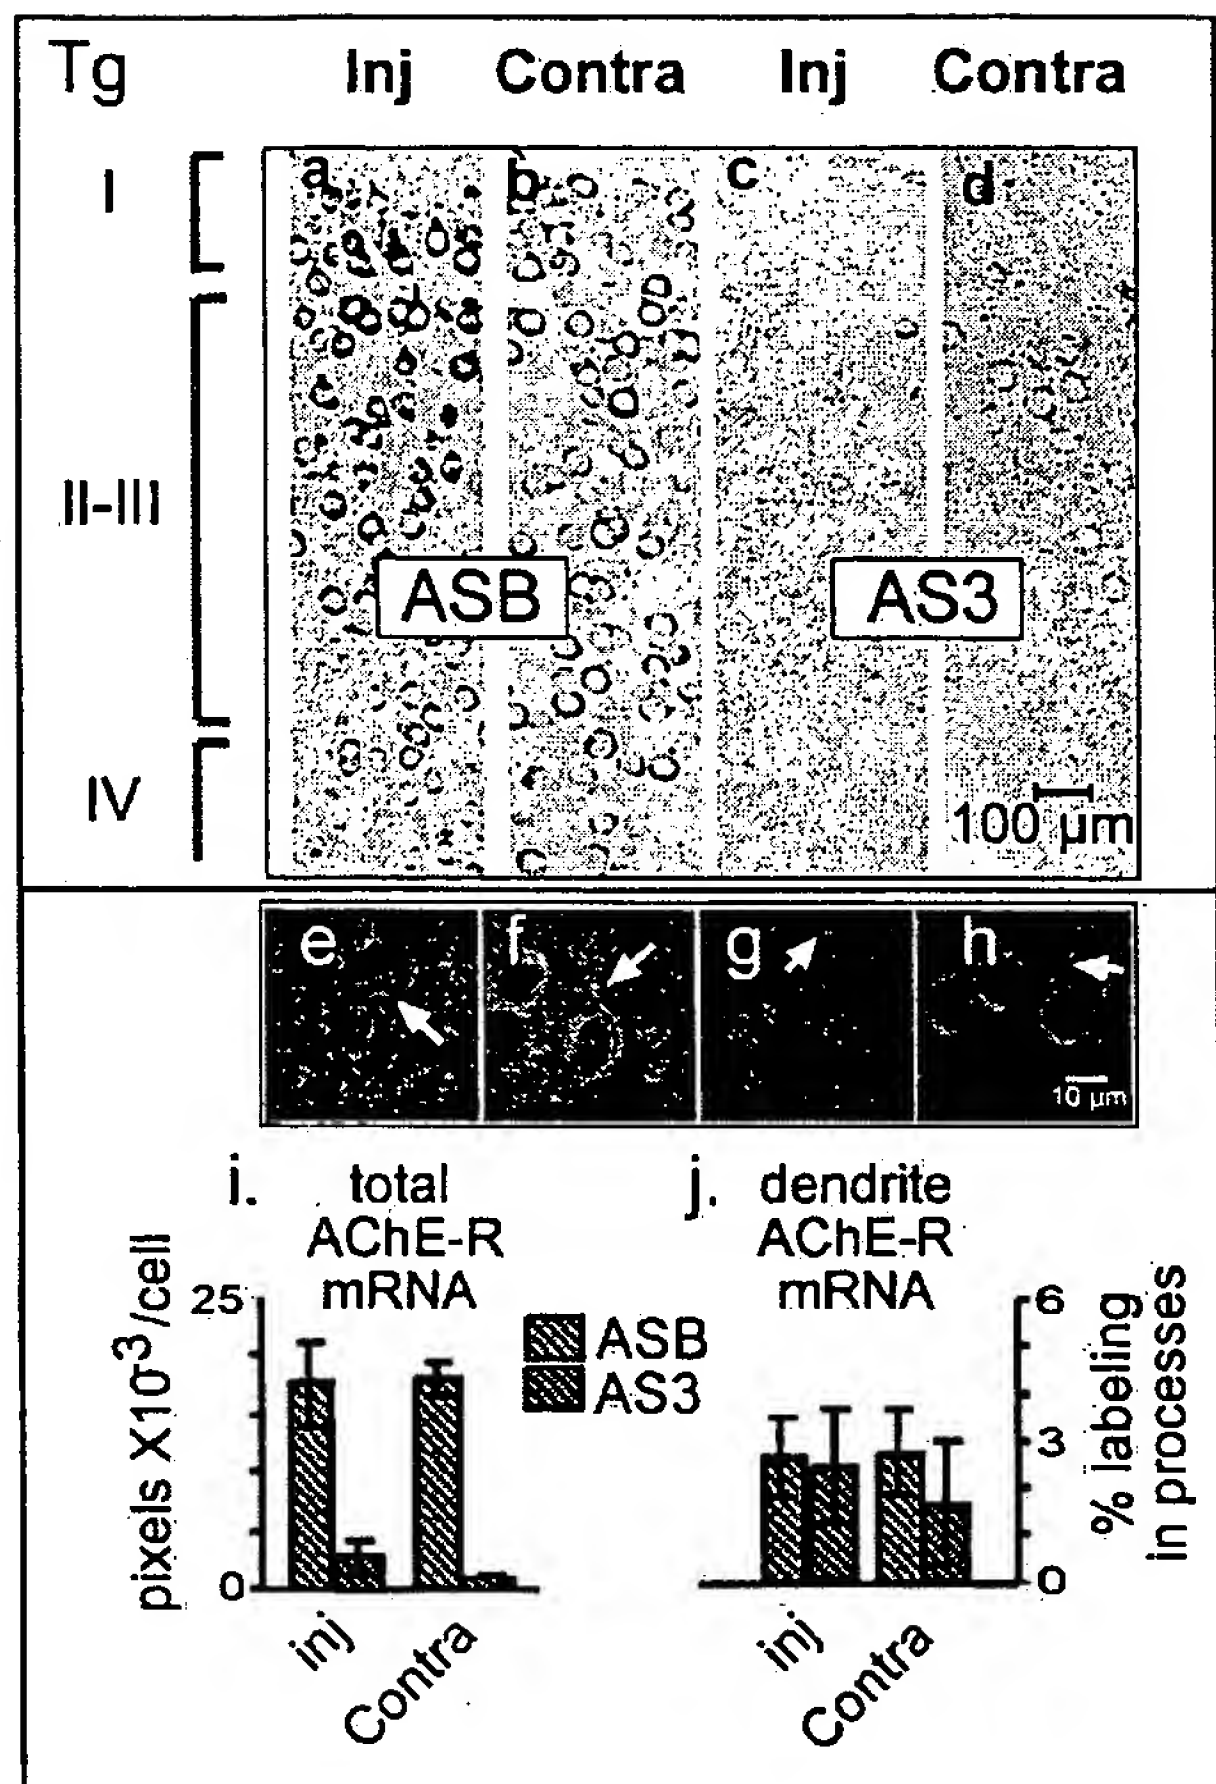 Tg Inj Contra Inj Contra
I
II-III
IV
a b c d
ASB AS3
100 µm
e f g h
10 µm
i. total AChE-R mRNA
j. dendrite AChE-R mRNA
pixels X10-3/cell
25
0
ASB
AS3
6
3
0
% labeling in processes
inj
Contra
inj
Contra